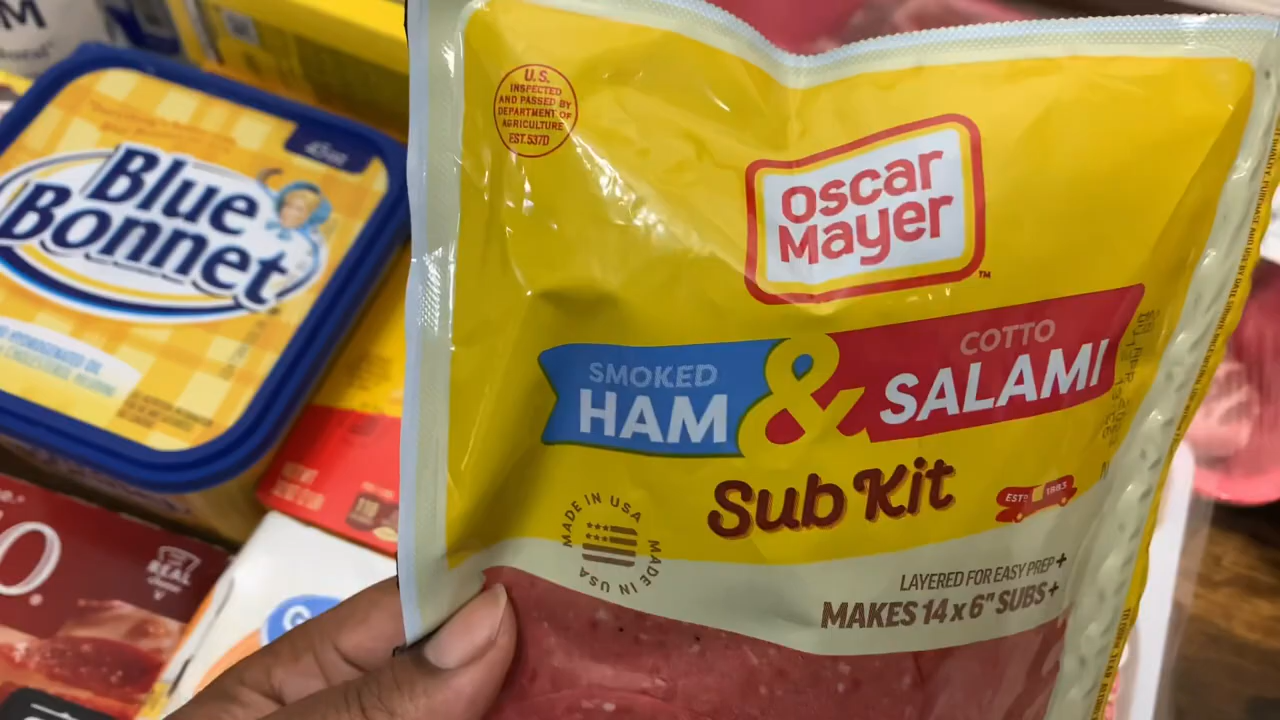 U.S.
INSPECTED
AND PASSED BY
DEPARTMENT OF
AGRICULTURE
EST.537D
Oscar
Mayer
™
SMOKED
HAM
&
COTTO
SALAMI
Sub Kit
ESTD 1883
MADE IN USA
MADE IN USA
LAYERED FOR EASY PREP+
MAKES 14 x 6" SUBS+
Blue
Bonnet
REAL
O.
M